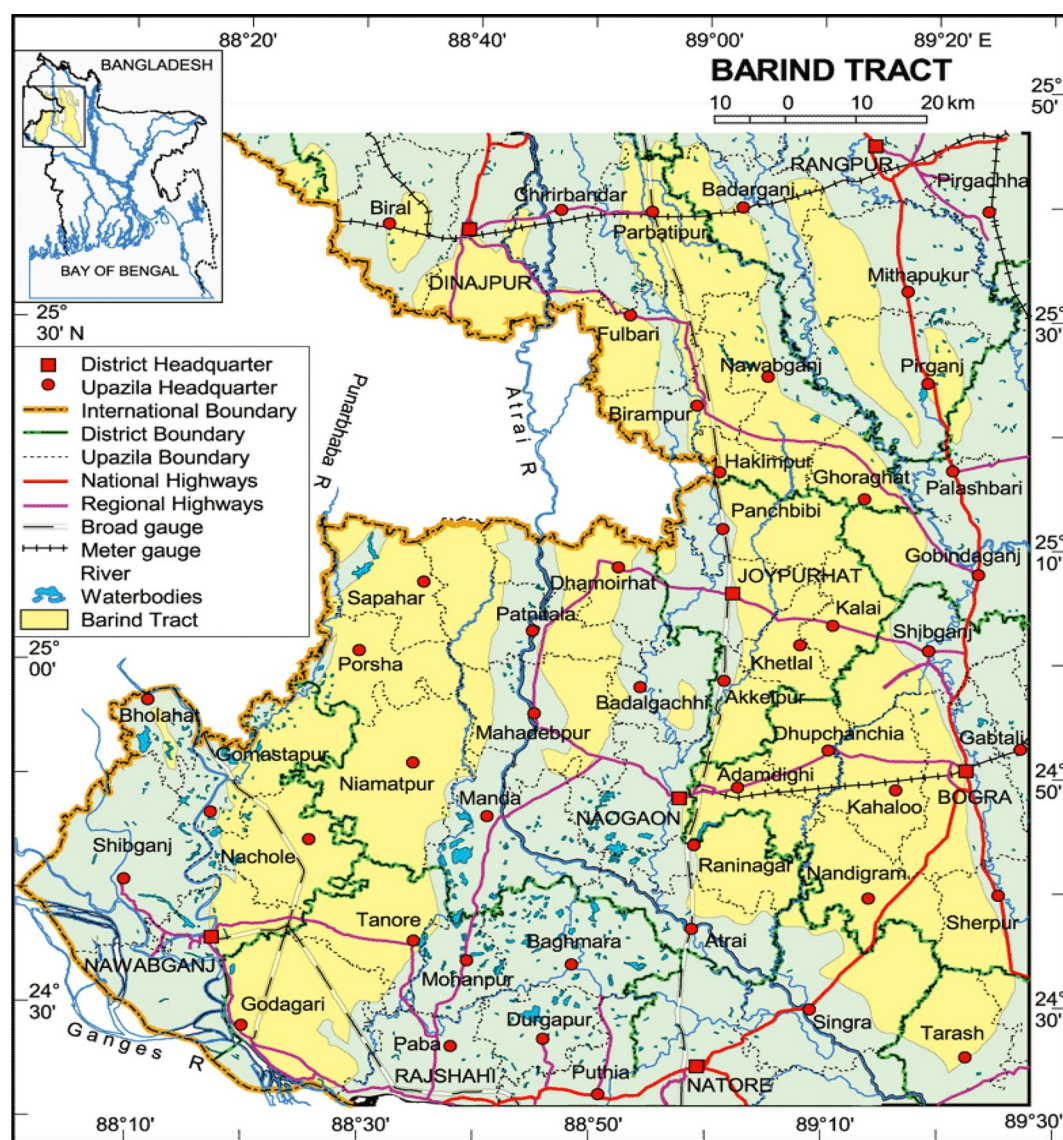 88°20'
88°40'
89°00'
89°20' E
BANGLADESH
BAY OF BENGAL
BARIND TRACT
10 0 10 20 km
25°
50'
RANGPUR
Pirgachha
Chirirbandar
Badarganj
Biral
Parbatipur
DINAJPUR
Mithapukur
25°
30' N
25°
30'
Fulbari
Nawabganj
Pirganj
Birampur
District Headquarter
Upazila Headquarter
International Boundary
District Boundary
Upazila Boundary
National Highways
Regional Highways
Broad gauge
Meter gauge
River
Waterbodies
Barind Tract
Punarbhaba R
Atrai R
Hakimpur
Ghoraghat
Palashbari
Panchbibi
25°
10'
Gobindaganj
Dhamoirhat
JOYPURHAT
Sapahar
Patnitala
Kalai
Shibganj
25°
00'
Porsha
Khetlal
Badalgachhi
Akkelpur
Bholahat
Mahadebpur
Dhupchanchia
Gabtali
Gomastapur
Niamatpur
Adamdighi
24°
50'
Manda
NAOGAON
Kahaloo
BOGRA
Shibganj
Nachole
Raninagar
Nandigram
Tanore
Sherpur
Baghmara
Atrai
NAWABGANJ
Mohanpur
24°
30'
24°
30'
Godagari
Durgapur
Singra
Tarash
Ganges R
Paba
RAJSHAHI
Puthia
NATORE
88°10'
88°30'
88°50'
89°10'
89°30'